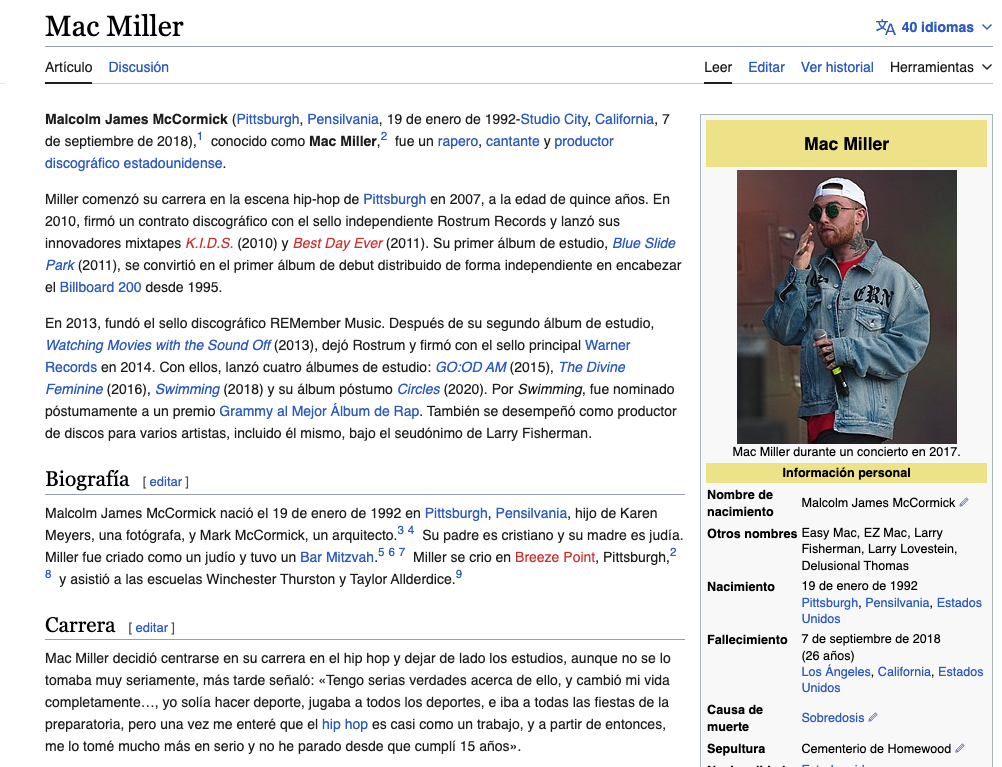 Mac Miller
40 idiomas
Artículo Discusión
Leer Editar Ver historial Herramientas
Malcolm James McCormick (Pittsburgh, Pensilvania, 19 de enero de 1992-Studio City, California, 7
de septiembre de 2018),1 conocido como Mac Miller,2 fue un rapero, cantante y productor
discográfico estadounidense.
Miller comenzó su carrera en la escena hip-hop de Pittsburgh en 2007, a la edad de quince años. En
2010, firmó un contrato discográfico con el sello independiente Rostrum Records y lanzó sus
innovadores mixtapes K.I.D.S. (2010) y Best Day Ever (2011). Su primer álbum de estudio, Blue Slide
Park (2011), se convirtió en el primer álbum de debut distribuido de forma independiente en encabezar
el Billboard 200 desde 1995.
En 2013, fundó el sello discográfico REMember Music. Después de su segundo álbum de estudio,
Watching Movies with the Sound Off (2013), dejó Rostrum y firmó con el sello principal Warner
Records en 2014. Con ellos, lanzó cuatro álbumes de estudio: GO:OD AM (2015), The Divine
Feminine (2016), Swimming (2018) y su álbum póstumo Circles (2020). Por Swimming, fue nominado
póstumamente a un premio Grammy al Mejor Álbum de Rap. También se desempeñó como productor
de discos para varios artistas, incluido él mismo, bajo el seudónimo de Larry Fisherman.
Biografía [ editar ]
Malcolm James McCormick nació el 19 de enero de 1992 en Pittsburgh, Pensilvania, hijo de Karen
Meyers, una fotógrafa, y Mark McCormick, un arquitecto.3 4 Su padre es cristiano y su madre es judía.
Miller fue criado como un judío y tuvo un Bar Mitzvah.5 6 7 Miller se crio en Breeze Point, Pittsburgh,2
8 y asistió a las escuelas Winchester Thurston y Taylor Allderdice.9
Carrera [ editar ]
Mac Miller decidió centrarse en su carrera en el hip hop y dejar de lado los estudios, aunque no se lo
tomaba muy seriamente, más tarde señaló: «Tengo serias verdades acerca de ello, y cambió mi vida
completamente…, yo solía hacer deporte, jugaba a todos los deportes, e iba a todas las fiestas de la
preparatoria, pero una vez me enteré que el hip hop es casi como un trabajo, y a partir de entonces,
me lo tomé mucho más en serio y no he parado desde que cumplí 15 años».
Mac Miller
ERN
Mac Miller durante un concierto en 2017.
Información personal
Nombre de nacimiento Malcolm James McCormick
Otros nombres Easy Mac, EZ Mac, Larry
Fisherman, Larry Lovestein,
Delusional Thomas
Nacimiento 19 de enero de 1992
Pittsburgh, Pensilvania, Estados
Unidos
Fallecimiento 7 de septiembre de 2018
(26 años)
Los Ángeles, California, Estados
Unidos
Causa de muerte Sobredosis
Sepultura Cementerio de Homewood